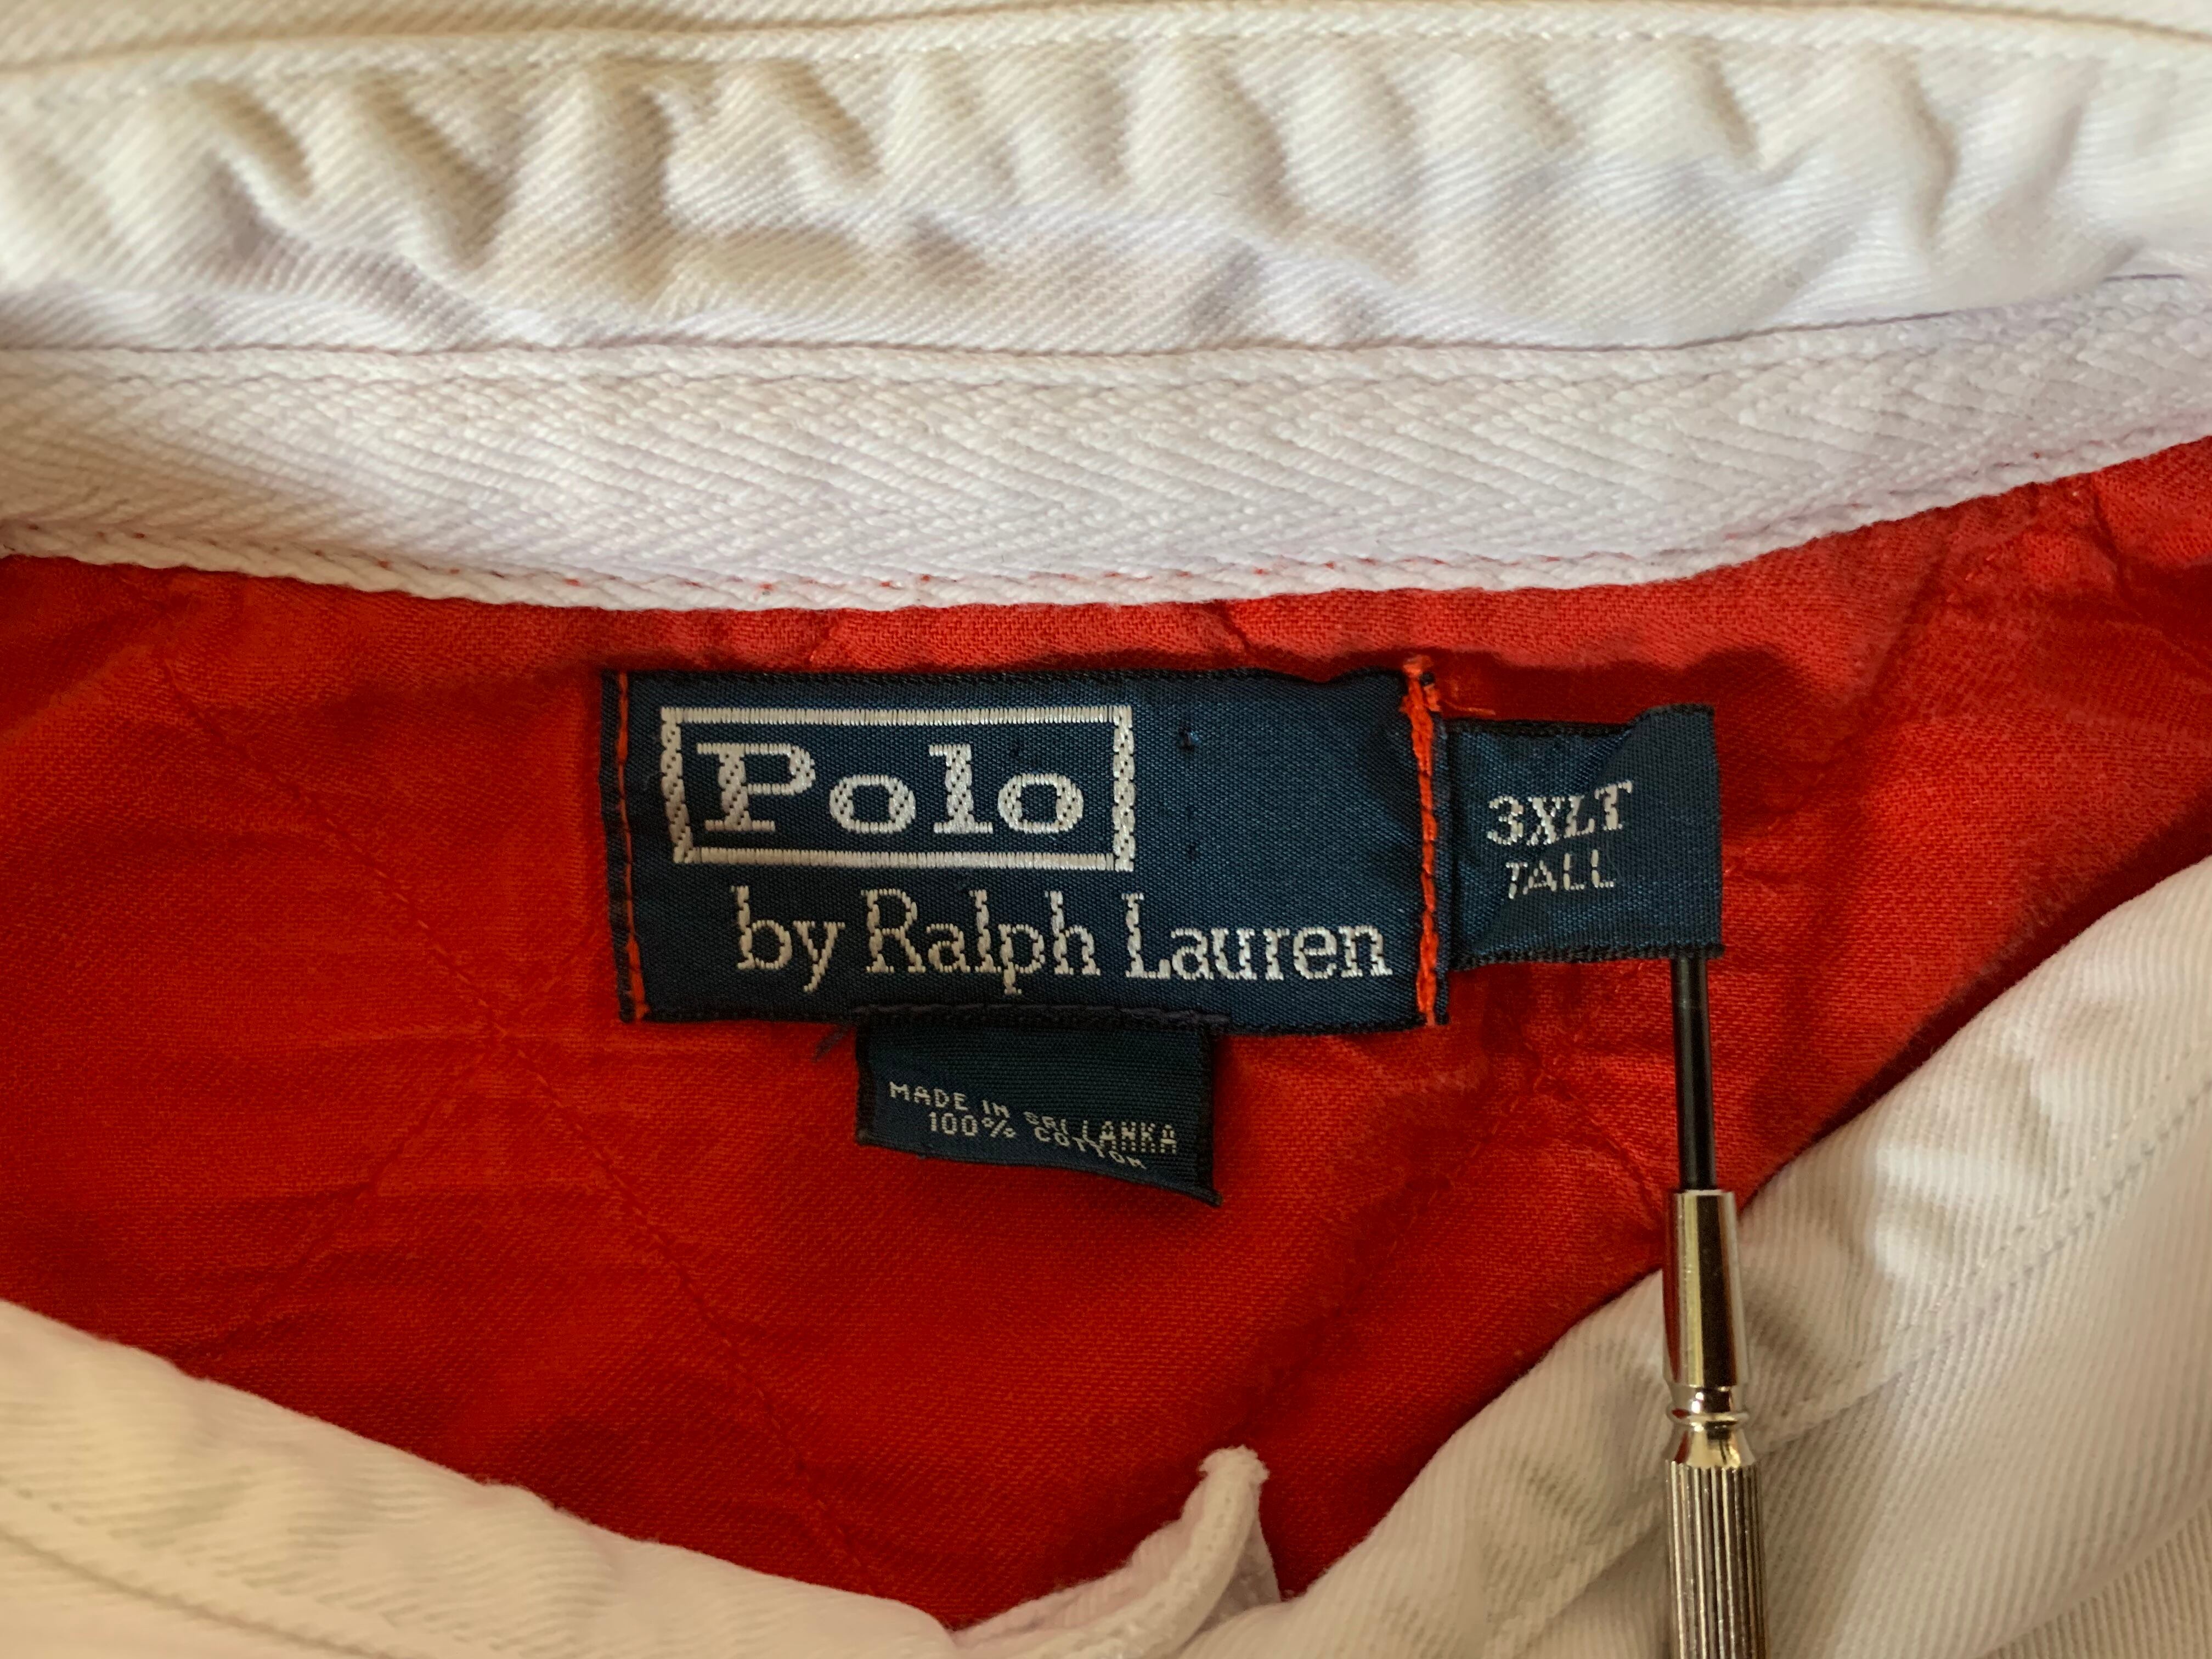 Polo
by Ralph Lauren
3XLT
TALL
MADE IN SRI LANKA
100% COTTON